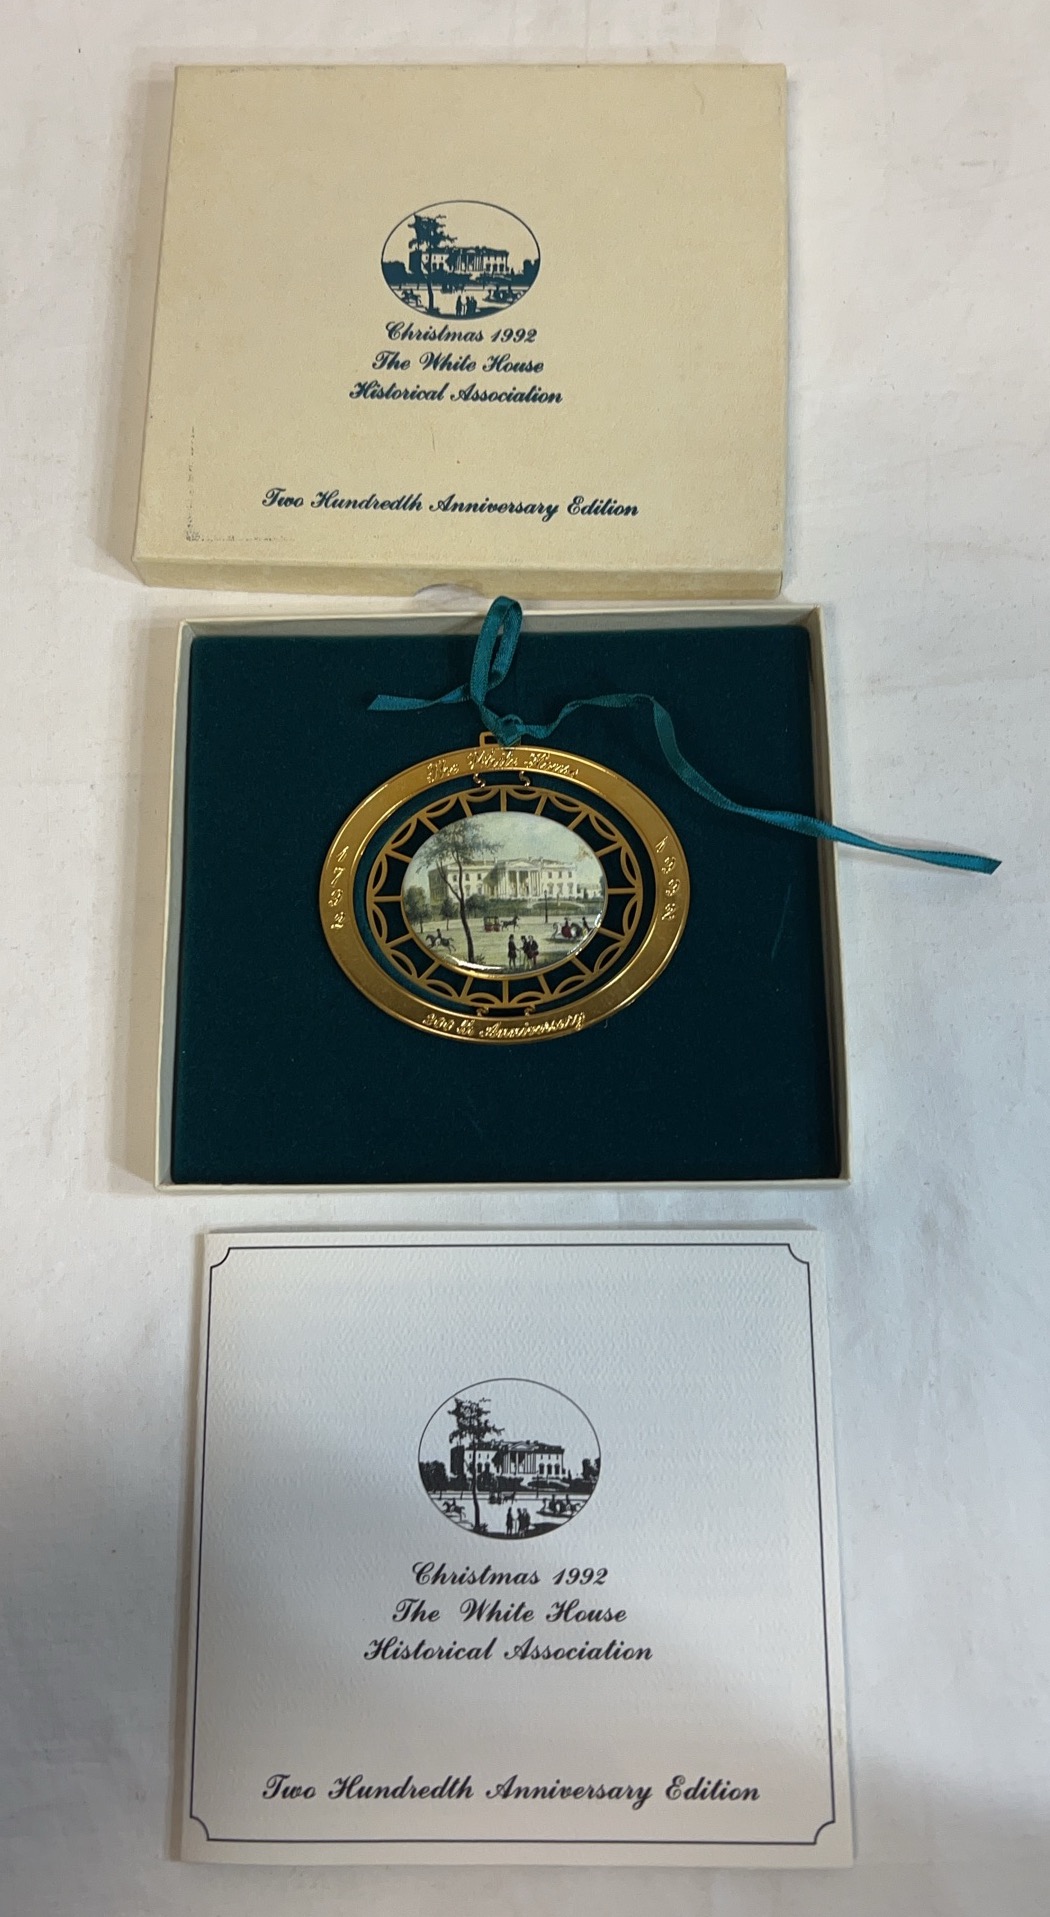 Christmas 1992
The White House
Historical Association
Two Hundredth Anniversary Edition
The White House
1792
1992
200th Anniversary
Christmas 1992
The White House
Historical Association
Two Hundredth Anniversary Edition